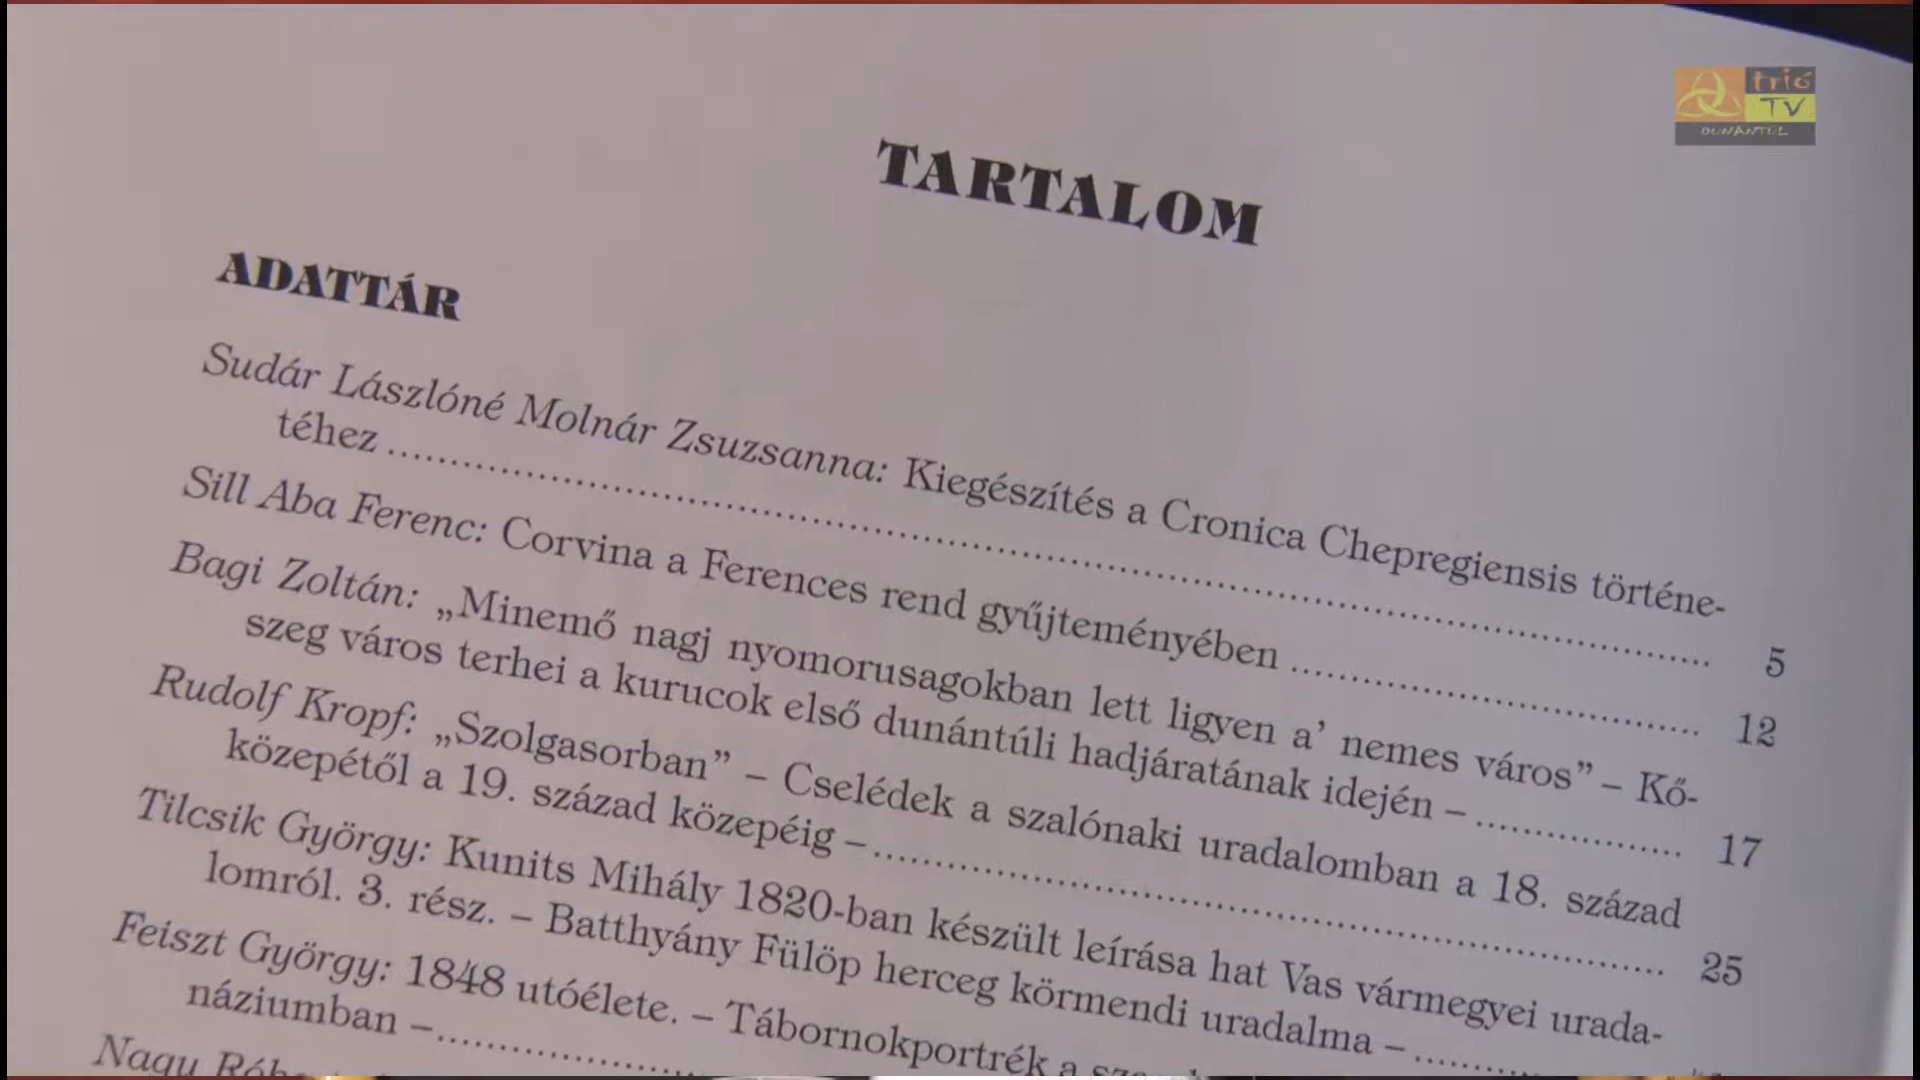 trió
TV
DUNÁNTÚL
TARTALOM
ADATTÁR
Sudár Lászlóné Molnár Zsuzsanna: Kiegészítés a Cronica Chepregiensis történe-
téhez ........ 5
Sill Aba Ferenc: Corvina a Ferences rend gyűjteményében ........ 12
Bagi Zoltán: „Minemő nagj nyomorusagokban lett ligyen a' nemes város” – Kő-
szeg város terhei a kurucok első dunántúli hadjáratának idején – ........ 17
Rudolf Kropf: „Szolgasorban” – Cselédek a szalónaki uradalomban a 18. század
közepétől a 19. század közepéig – ........ 25
Tilcsik György: Kunits Mihály 1820-ban készült leírása hat Vas vármegyei urada-
lomról. 3. rész. – Batthyány Fülöp herceg körmendi uradalma – ........
Feiszt György: 1848 utóélete. – Tábornokportrék a
náziumban – ........
Nagy